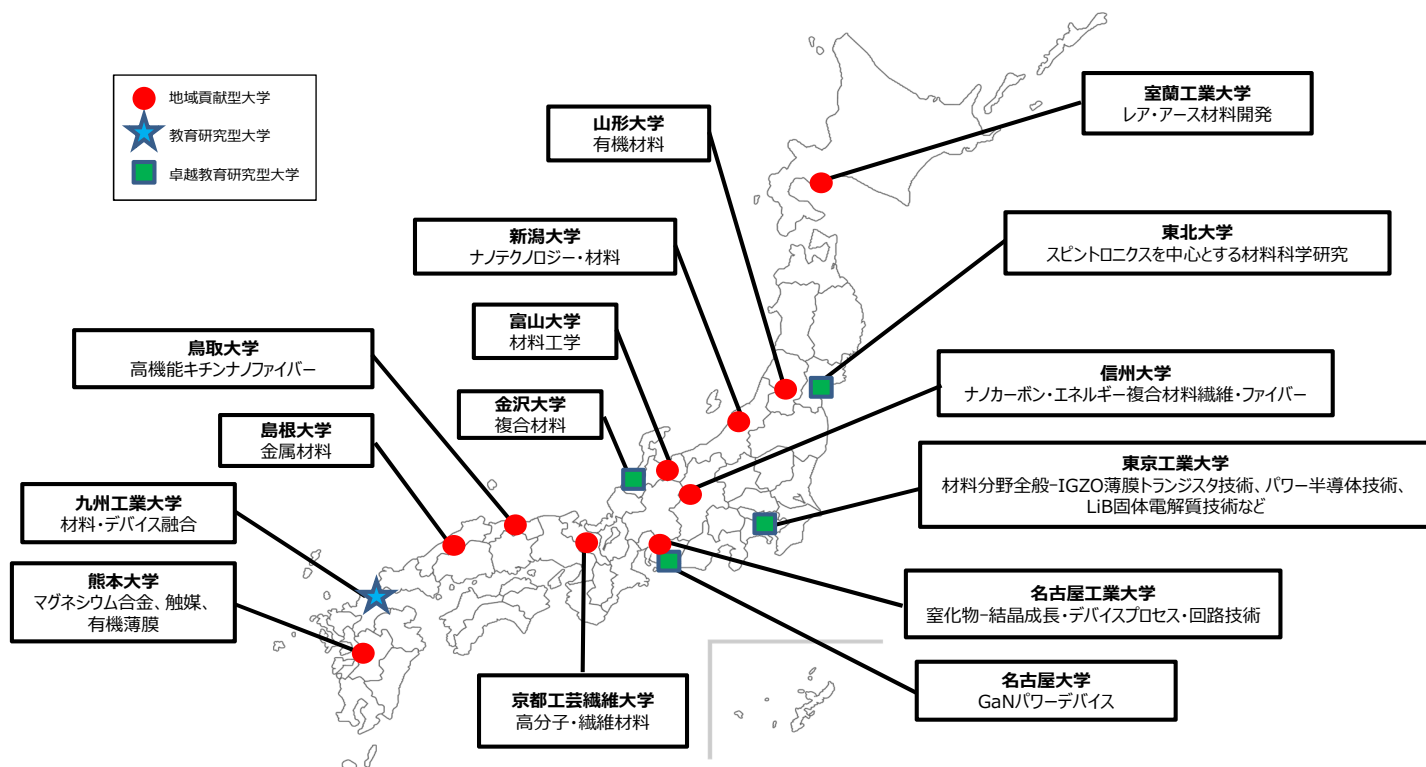 地域貢献型大学
教育研究型大学
卓越教育研究型大学
室蘭工業大学
レア・アース材料開発
山形大学
有機材料
東北大学
スピントロニクスを中心とする材料科学研究
新潟大学
ナノテクノロジー・材料
富山大学
材料工学
鳥取大学
高機能キチンナノファイバー
信州大学
ナノカーボン・エネルギー複合材料繊維・ファイバー
金沢大学
複合材料
島根大学
金属材料
東京工業大学
材料分野全般−IGZO薄膜トランジスタ技術、パワー半導体技術、
LiB固体電解質技術など
九州工業大学
材料・デバイス融合
熊本大学
マグネシウム合金、触媒、
有機薄膜
名古屋工業大学
窒化物−結晶成長・デバイスプロセス・回路技術
京都工芸繊維大学
高分子・繊維材料
名古屋大学
GaNパワーデバイス